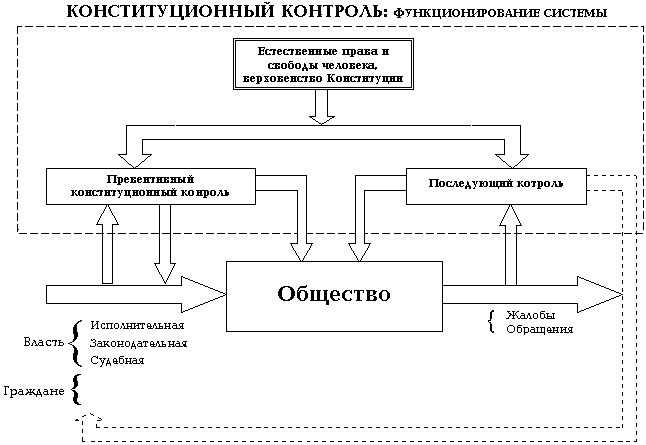 КОНСТИТУЦИОННЫЙ КОНТРОЛЬ: ФУНКЦИОНИРОВАНИЕ СИСТЕМЫ
Естественные права и
свободы человека,
верховенство Конституции
Превентивный
конституционный конроль
Последующий котроль
Общество
Власть
Исполнительная
Законодательная
Судебная
Жалобы
Обращения
Граждане